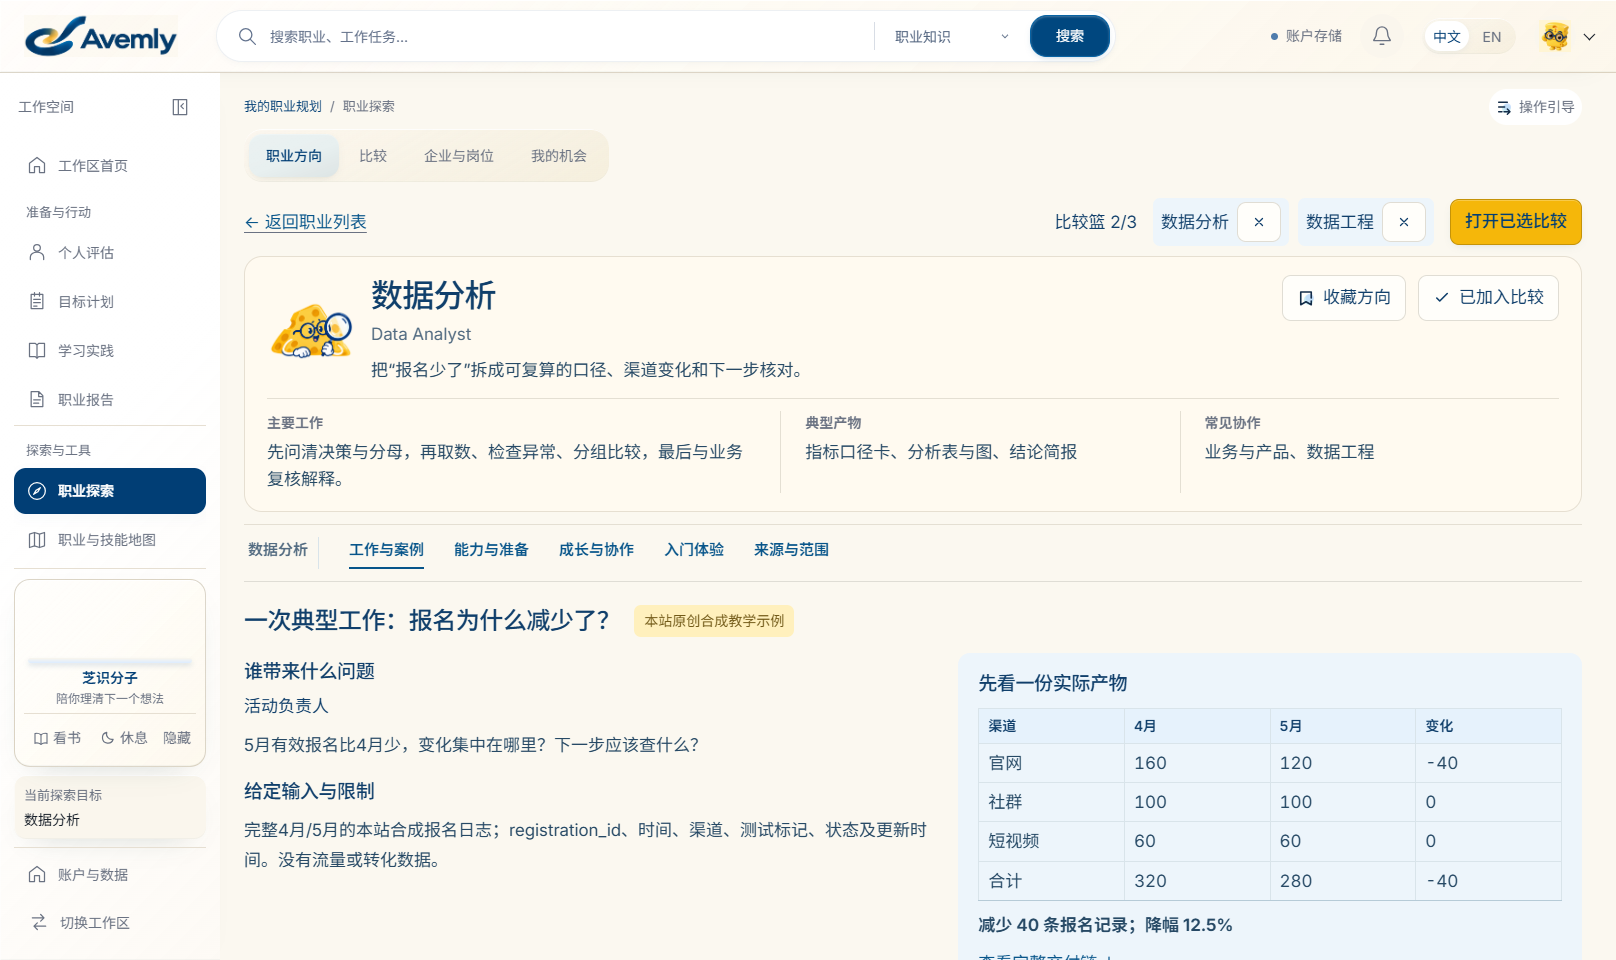 Avemly
搜索职业、工作任务...
职业知识
搜索
账户存储
中文
EN
工作空间
工作区首页
准备与行动
个人评估
目标计划
学习实践
职业报告
探索与工具
职业探索
职业与技能地图
芝识分子
陪你理清下一个想法
看书
休息
隐藏
当前探索目标
数据分析
账户与数据
切换工作区
我的职业规划 / 职业探索
操作引导
职业方向
比较
企业与岗位
我的机会
← 返回职业列表
比较篮 2/3
数据分析 ×
数据工程 ×
打开已选比较
数据分析
Data Analyst
把“报名少了”拆成可复算的口径、渠道变化和下一步核对。
收藏方向
已加入比较
主要工作
先问清决策与分母，再取数、检查异常、分组比较，最后与业务
复核解释。
典型产物
指标口径卡、分析表与图、结论简报
常见协作
业务与产品、数据工程
数据分析
工作与案例
能力与准备
成长与协作
入门体验
来源与范围
一次典型工作：报名为什么减少了？
本站原创合成教学示例
谁带来什么问题
活动负责人
5月有效报名比4月少，变化集中在哪里？下一步应该查什么？
给定输入与限制
完整4月/5月的本站合成报名日志；registration_id、时间、渠道、测试标记、状态及更新时
间。没有流量或转化数据。
先看一份实际产物
渠道 4月 5月 变化
官网 160 120 -40
社群 100 100 0
短视频 60 60 0
合计 320 280 -40
减少 40 条报名记录；降幅 12.5%